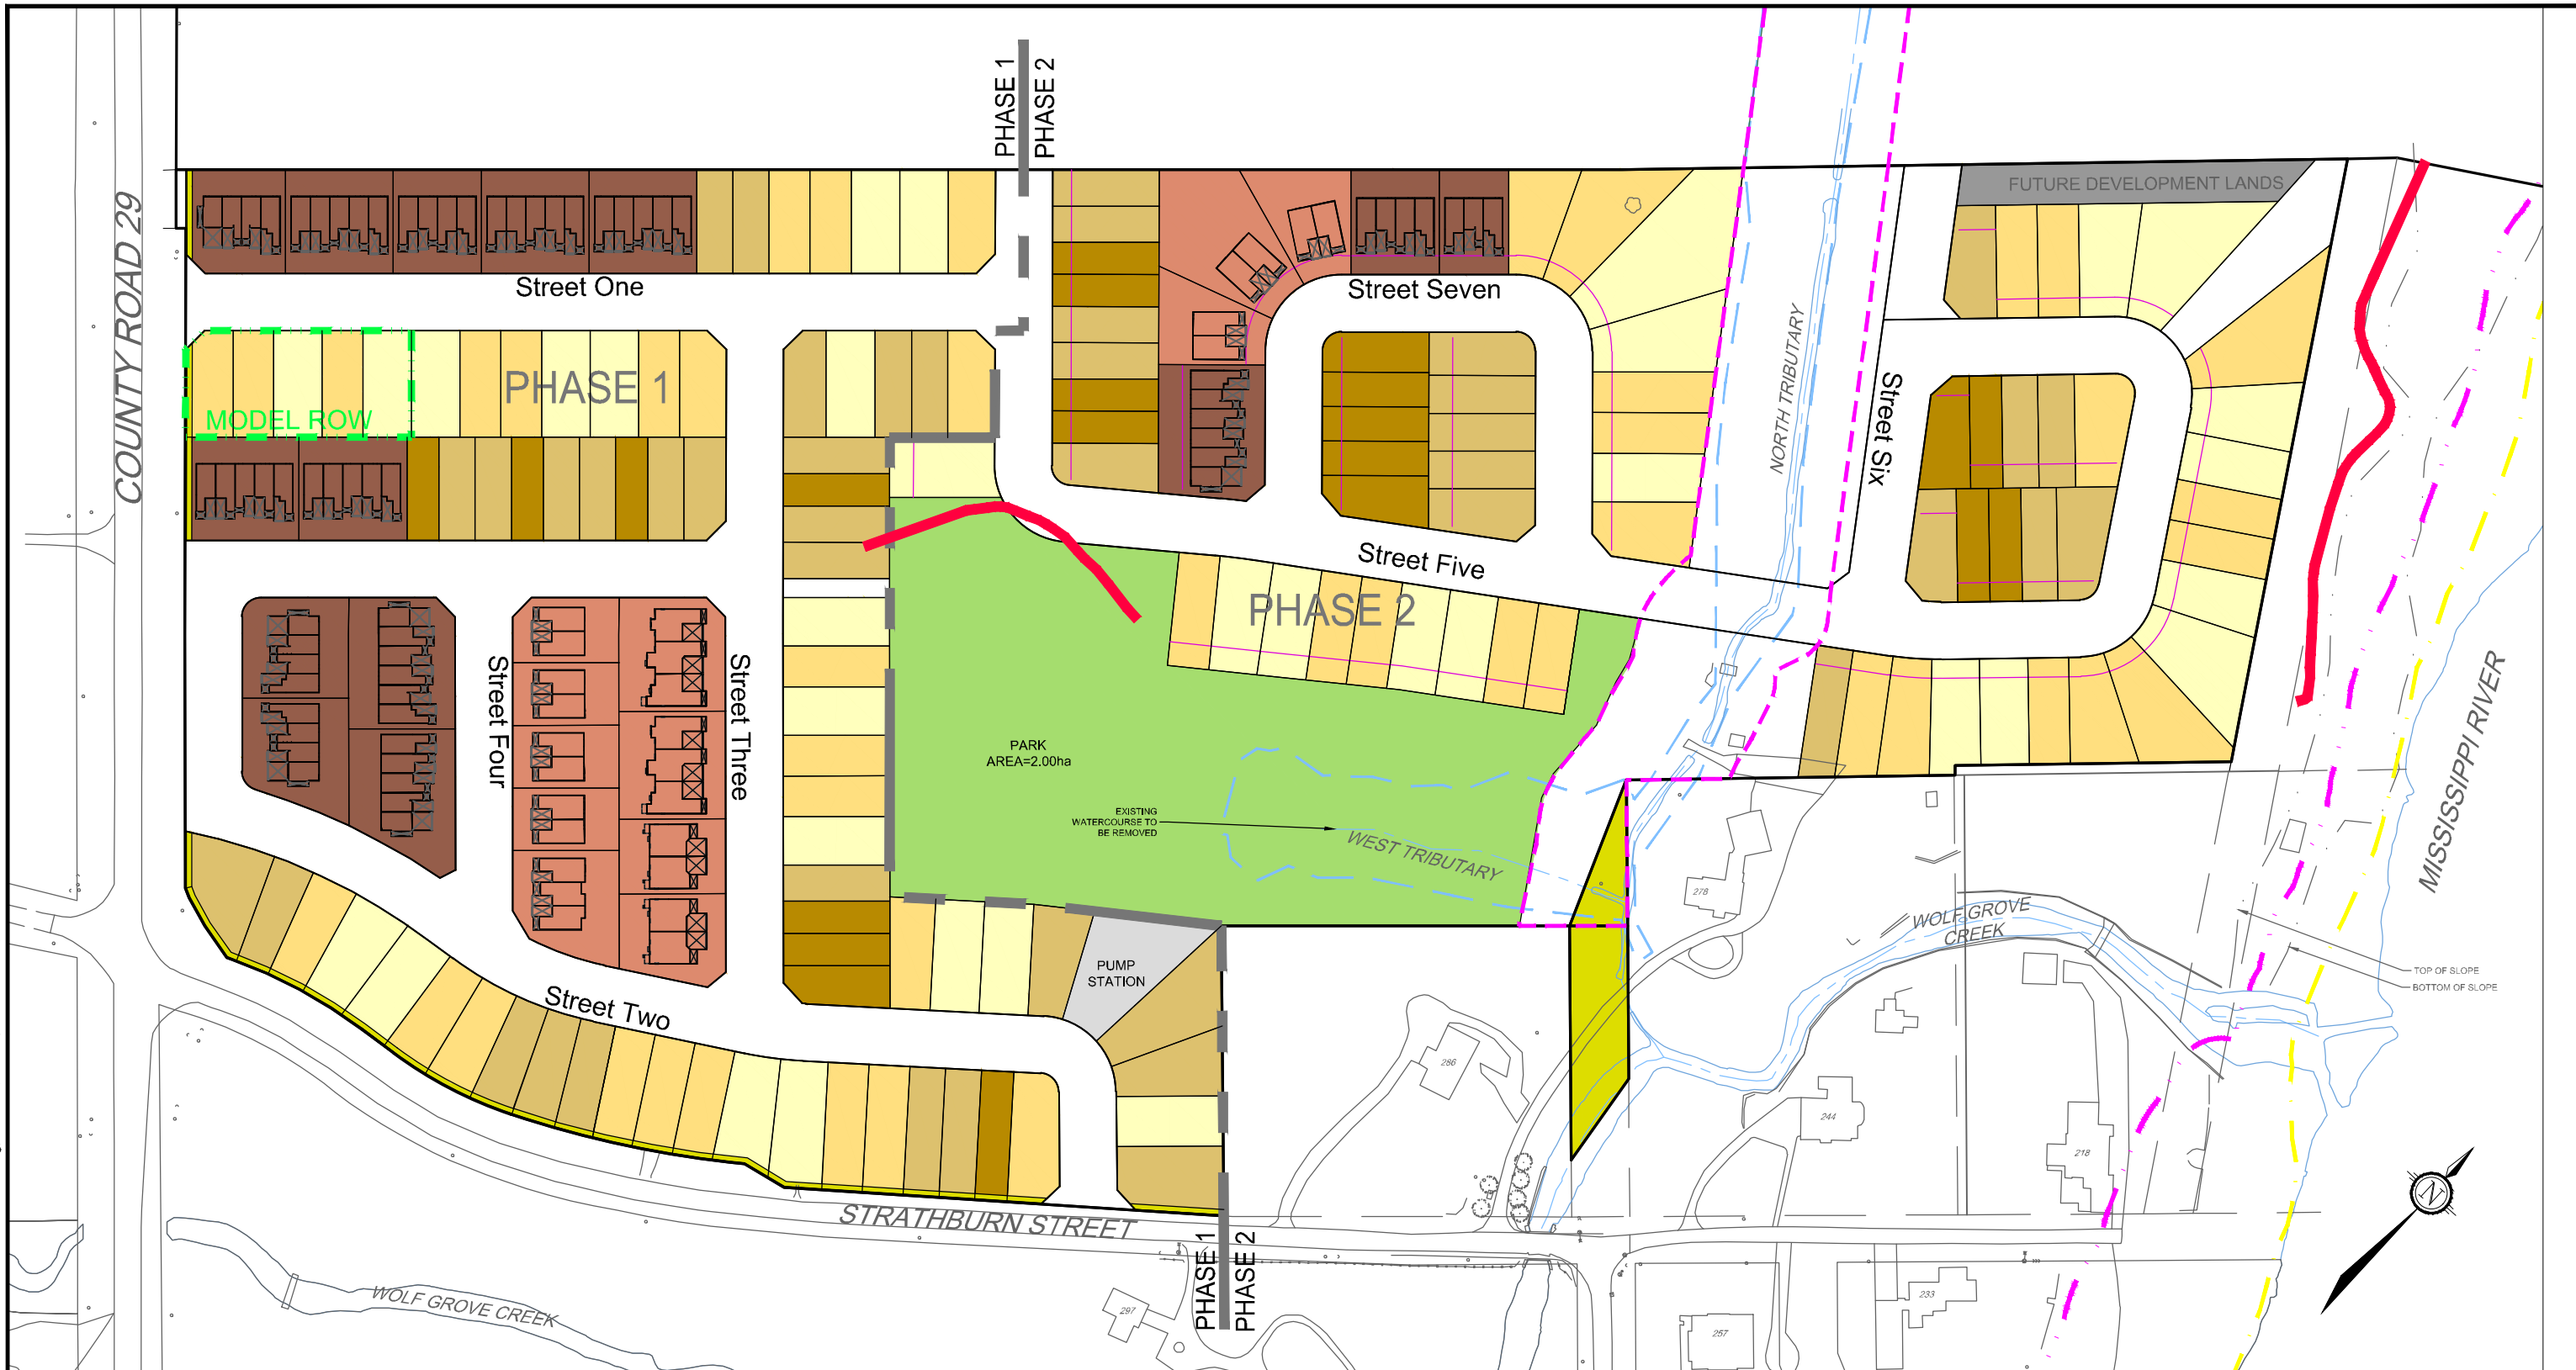 PHASE 1
PHASE 2
COUNTY ROAD 29
FUTURE DEVELOPMENT LANDS
Street One
Street Seven
NORTH TRIBUTARY
Street Six
PHASE 1
MODEL ROW
Street Five
PHASE 2
Street Four
Street Three
PARK
AREA=2.00ha
EXISTING
WATERCOURSE TO
BE REMOVED
WEST TRIBUTARY
MISSISSIPPI RIVER
278
WOLF GROVE
CREEK
PUMP
STATION
TOP OF SLOPE
BOTTOM OF SLOPE
Street Two
286
244
218
N
STRATHBURN STREET
PHASE 1
PHASE 2
WOLF GROVE CREEK
297
233
257